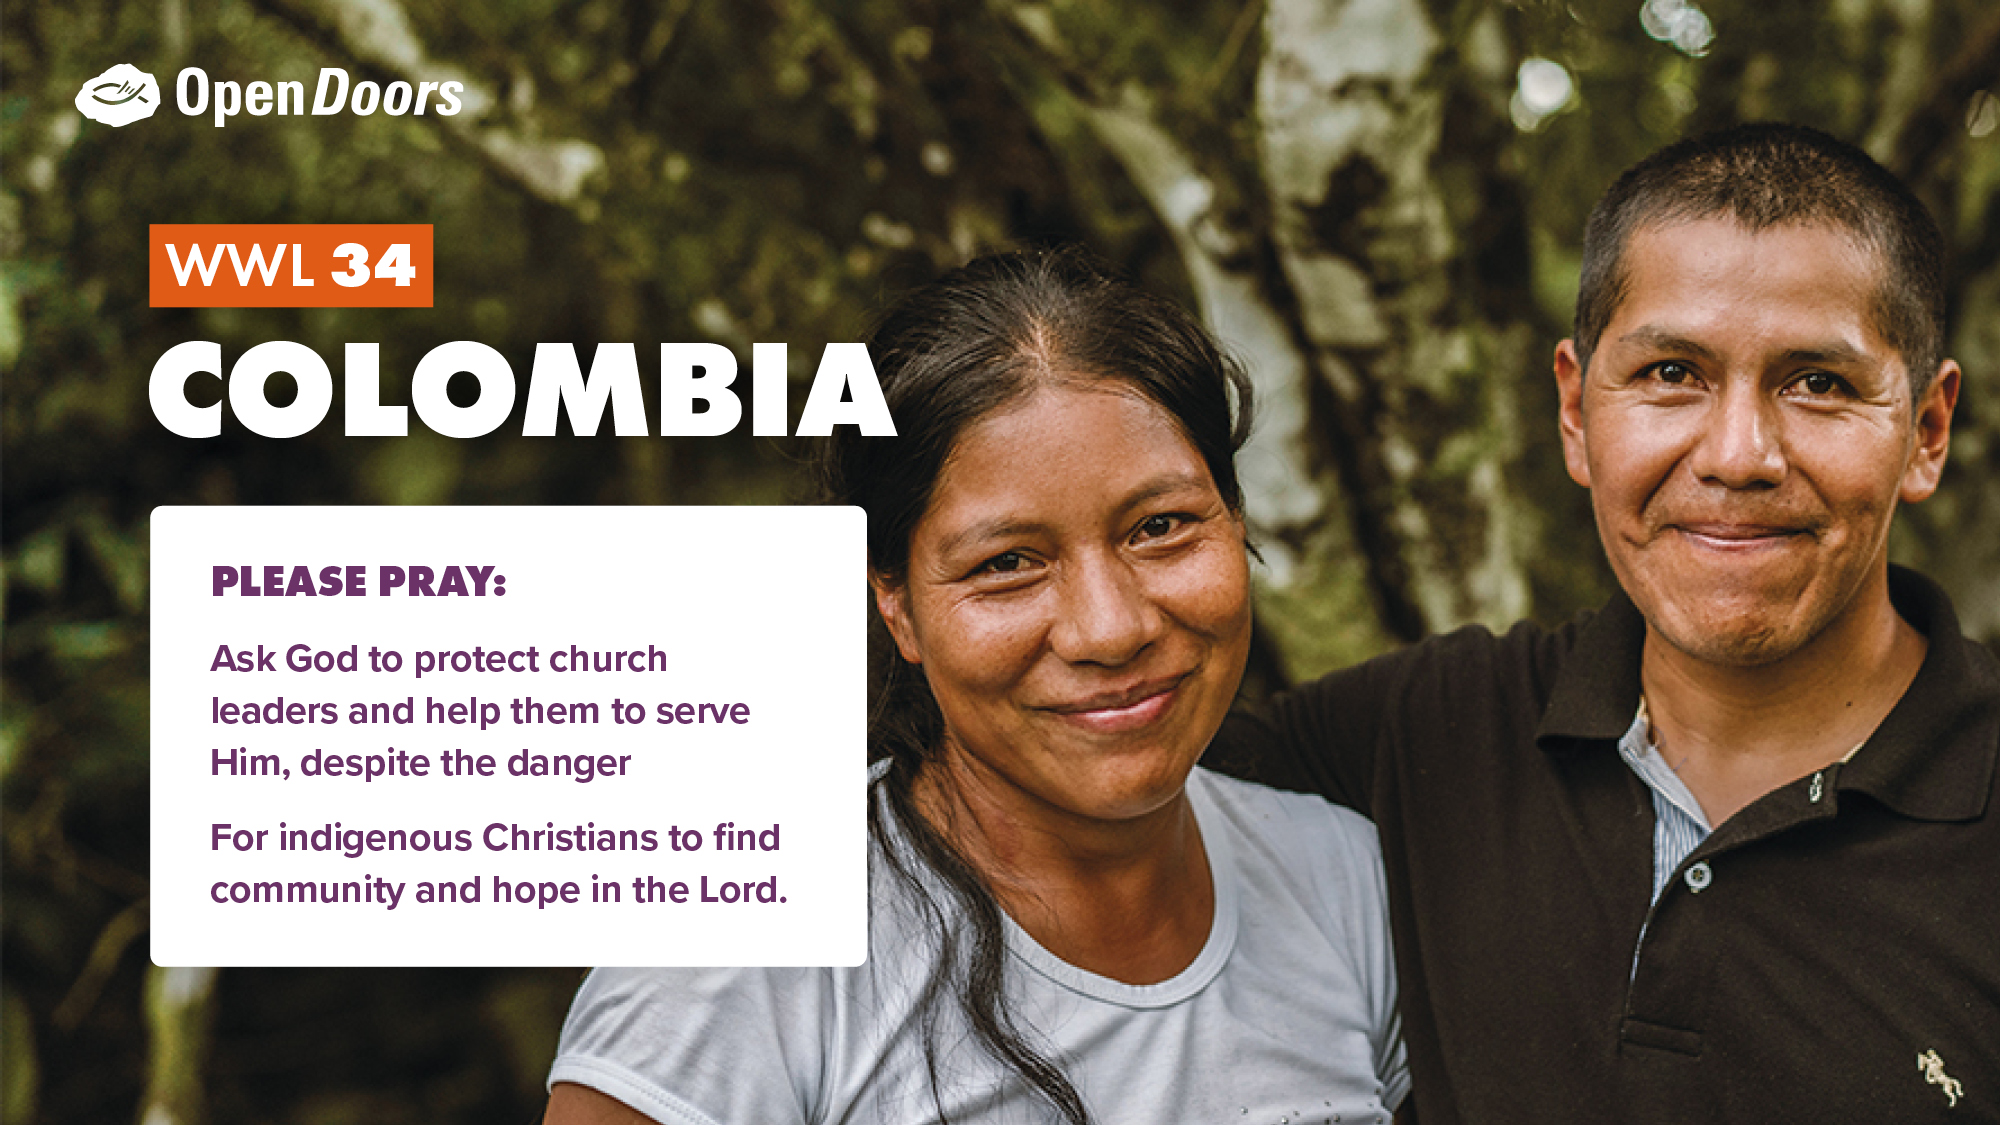 Open Doors
WWL 34
COLOMBIA
PLEASE PRAY:
Ask God to protect church
leaders and help them to serve
Him, despite the danger
For indigenous Christians to find
community and hope in the Lord.